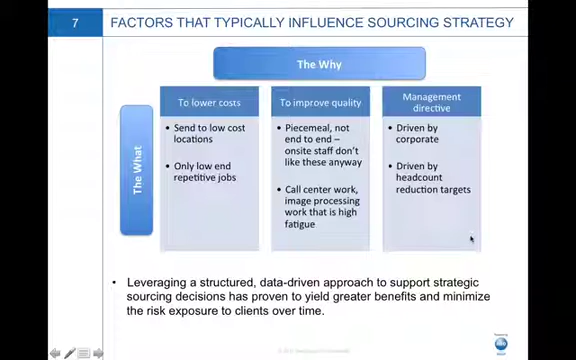 7
FACTORS THAT TYPICALLY INFLUENCE SOURCING STRATEGY
The Why
The What
To lower costs
• Send to low cost
locations
• Only low end
repetitive jobs
To improve quality
• Piecemeal, not
end to end –
onsite staff don't
like these anyway
• Call center work,
image processing
work that is high
fatigue
Management
directive
• Driven by
corporate
• Driven by
headcount
reduction targets
• Leveraging a structured, data-driven approach to support strategic
sourcing decisions has proven to yield greater benefits and minimize
the risk exposure to clients over time.